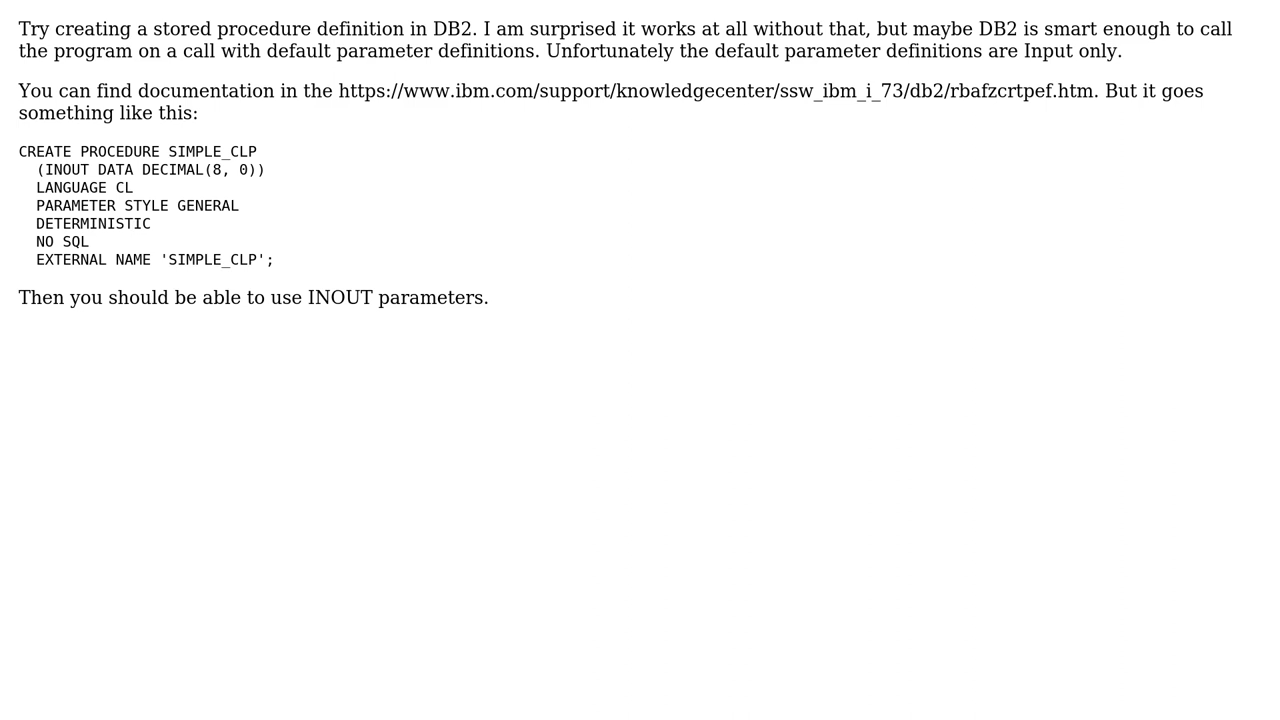 Try creating a stored procedure definition in DB2. I am surprised it works at all without that, but maybe DB2 is smart enough to call
the program on a call with default parameter definitions. Unfortunately the default parameter definitions are Input only.
You can find documentation in the https://www.ibm.com/support/knowledgecenter/ssw_ibm_i_73/db2/rbafzcrtpef.htm. But it goes
something like this:
CREATE PROCEDURE SIMPLE_CLP
  (INOUT DATA DECIMAL(8, 0))
  LANGUAGE CL
  PARAMETER STYLE GENERAL
  DETERMINISTIC
  NO SQL
  EXTERNAL NAME 'SIMPLE_CLP';
Then you should be able to use INOUT parameters.